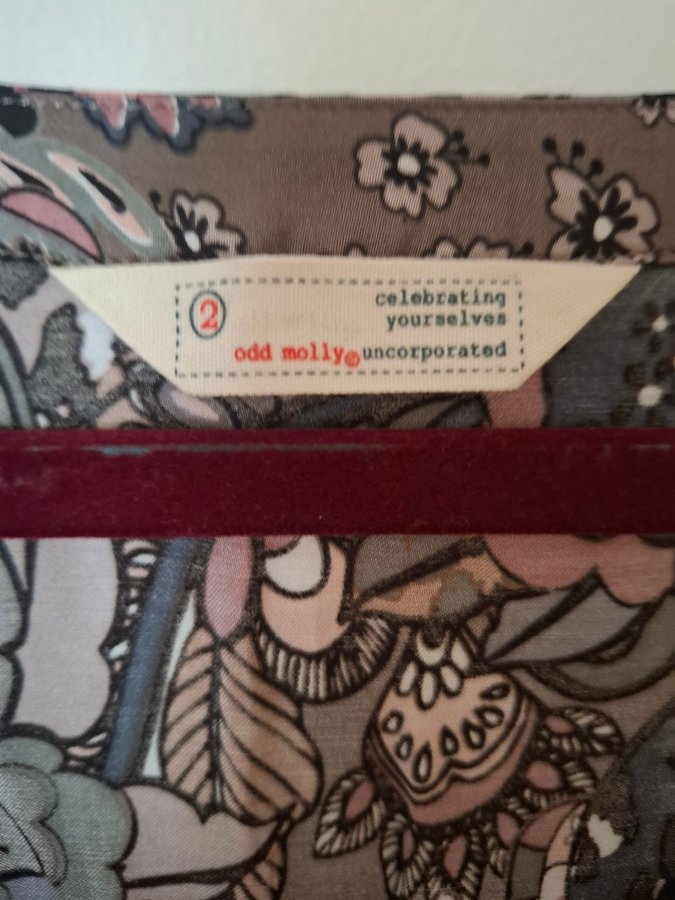 2
celebrating
yourselves
odd molly©uncorporated